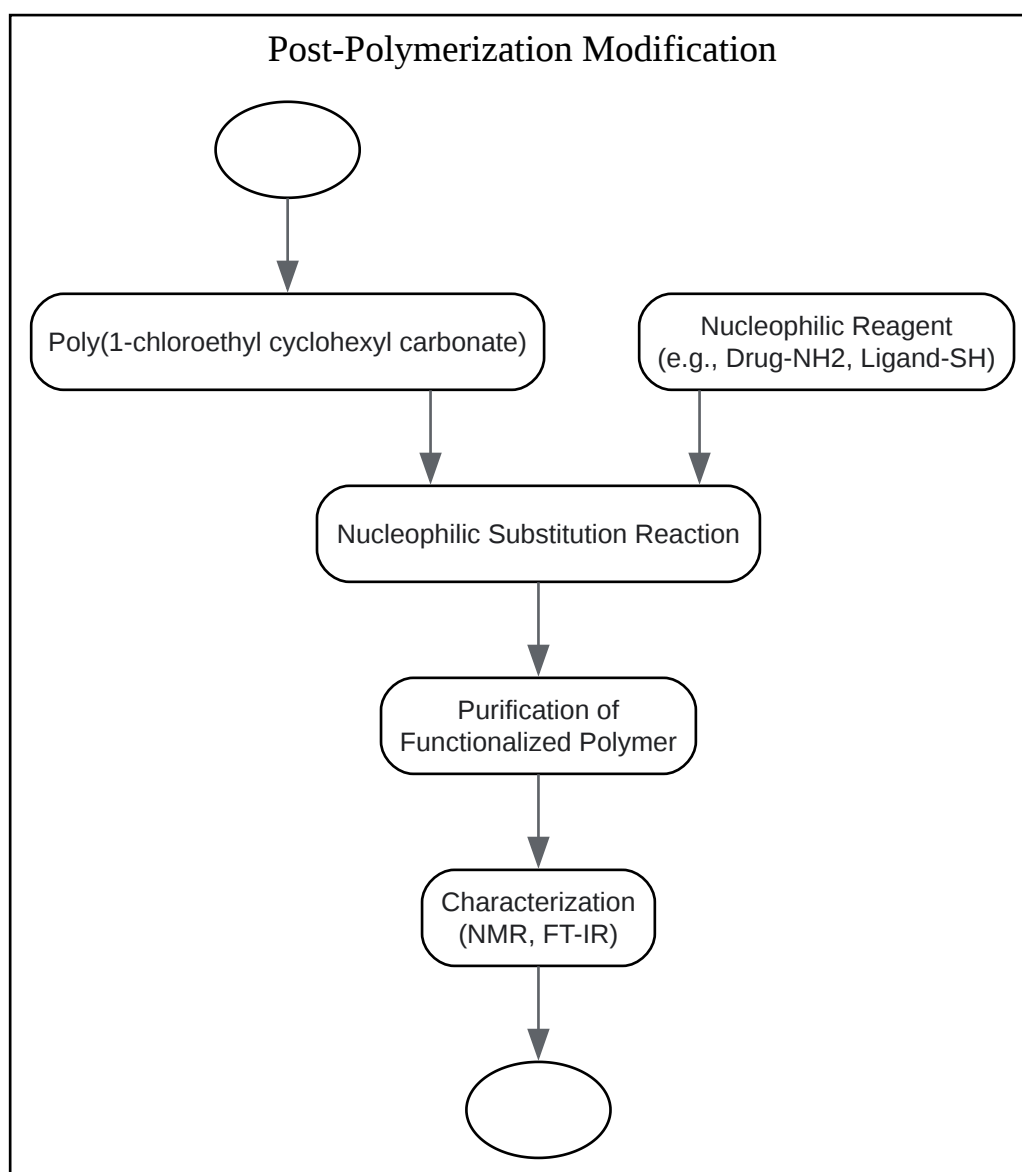 Post-Polymerization Modification
Poly(1-chloroethyl cyclohexyl carbonate)
Nucleophilic Reagent
(e.g., Drug-NH2, Ligand-SH)
Nucleophilic Substitution Reaction
Purification of
Functionalized Polymer
Characterization
(NMR, FT-IR)